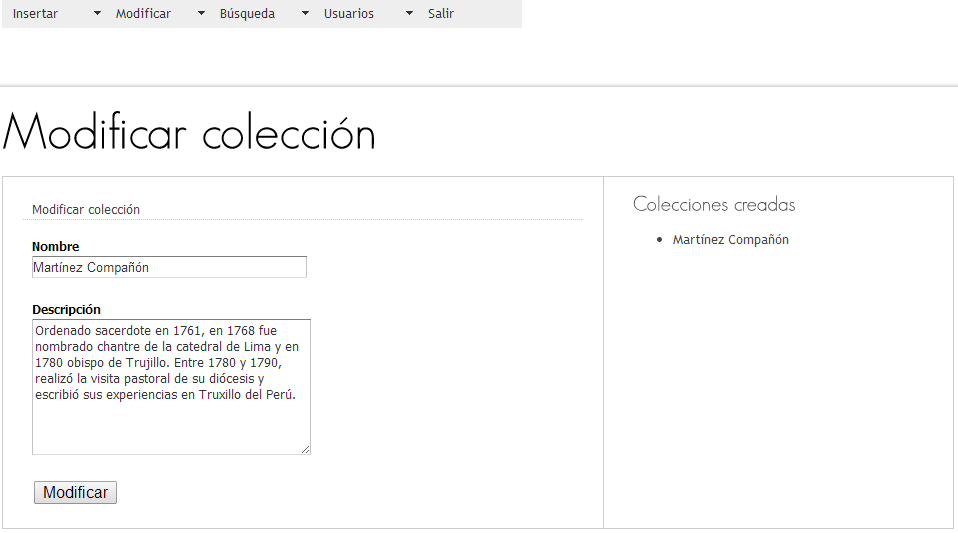 Insertar Modificar Búsqueda Usuarios Salir
Modificar colección
Modificar colección
Nombre
Martínez Compañón
Descripción
Ordenado sacerdote en 1761, en 1768 fue
nombrado chantre de la catedral de Lima y en
1780 obispo de Trujillo. Entre 1780 y 1790,
realizó la visita pastoral de su diócesis y
escribió sus experiencias en Truxillo del Perú.
Modificar
Colecciones creadas
Martínez Compañón